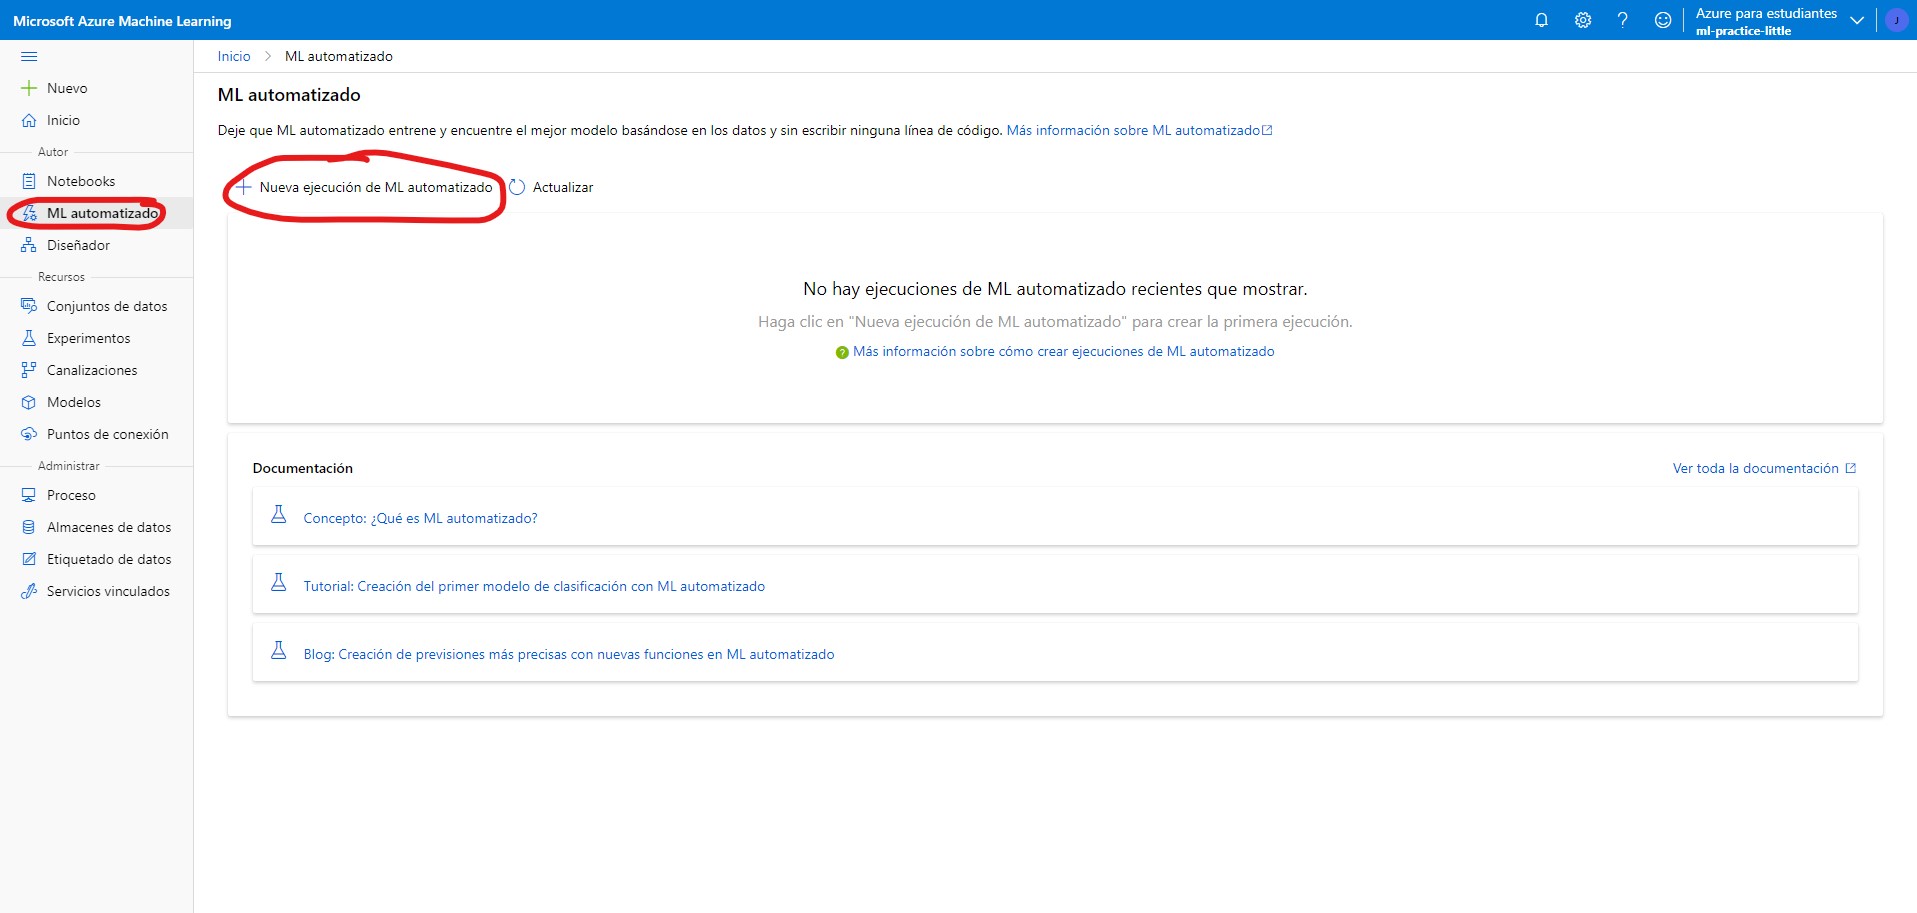 Microsoft Azure Machine Learning
Azure para estudiantes
ml-practice-little
J
Inicio > ML automatizado
Nuevo
Inicio
Autor
Notebooks
ML automatizado
Diseñador
Recursos
Conjuntos de datos
Experimentos
Canalizaciones
Modelos
Puntos de conexión
Administrar
Proceso
Almacenes de datos
Etiquetado de datos
Servicios vinculados
ML automatizado
Deje que ML automatizado entrene y encuentre el mejor modelo basándose en los datos y sin escribir ninguna línea de código. Más información sobre ML automatizado
Nueva ejecución de ML automatizado Actualizar
No hay ejecuciones de ML automatizado recientes que mostrar.
Haga clic en "Nueva ejecución de ML automatizado" para crear la primera ejecución.
Más información sobre cómo crear ejecuciones de ML automatizado
Documentación
Ver toda la documentación
Concepto: ¿Qué es ML automatizado?
Tutorial: Creación del primer modelo de clasificación con ML automatizado
Blog: Creación de previsiones más precisas con nuevas funciones en ML automatizado